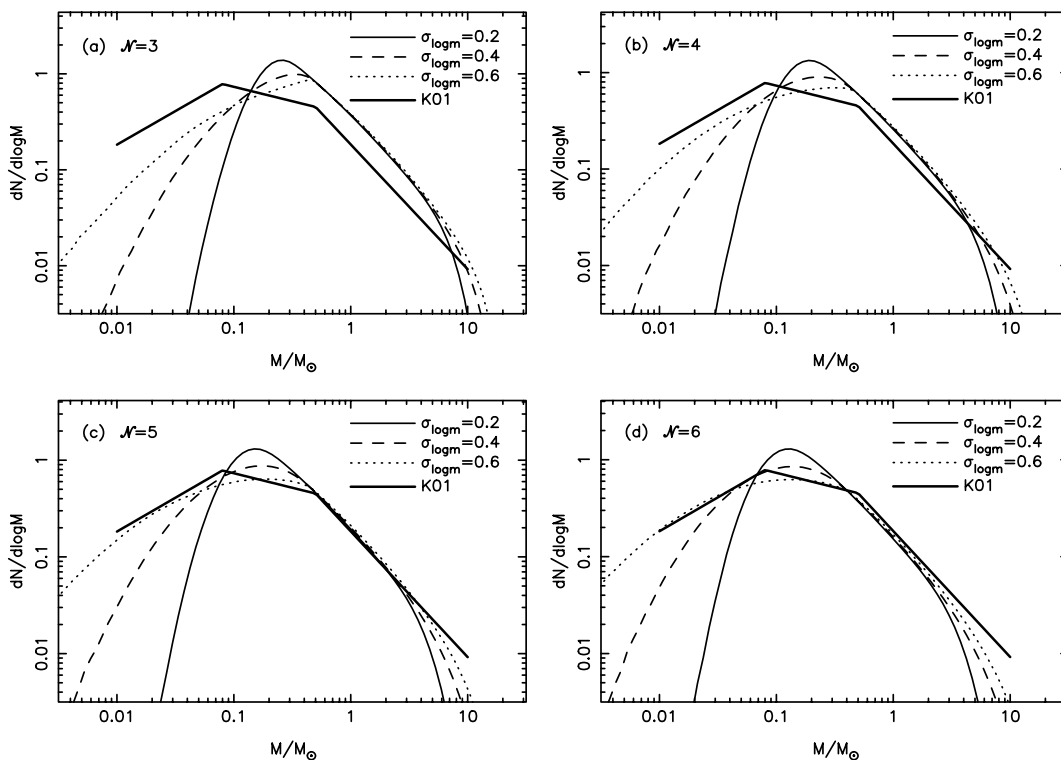 (a) 𝒩=3
σlogm=0.2
σlogm=0.4
σlogm=0.6
K01
dN/dlogM
1
0.1
0.01
0.01 0.1 1 10
M/M☉
(b) 𝒩=4
σlogm=0.2
σlogm=0.4
σlogm=0.6
K01
dN/dlogM
1
0.1
0.01
0.01 0.1 1 10
M/M☉
(c) 𝒩=5
σlogm=0.2
σlogm=0.4
σlogm=0.6
K01
dN/dlogM
1
0.1
0.01
0.01 0.1 1 10
M/M☉
(d) 𝒩=6
σlogm=0.2
σlogm=0.4
σlogm=0.6
K01
dN/dlogM
1
0.1
0.01
0.01 0.1 1 10
M/M☉